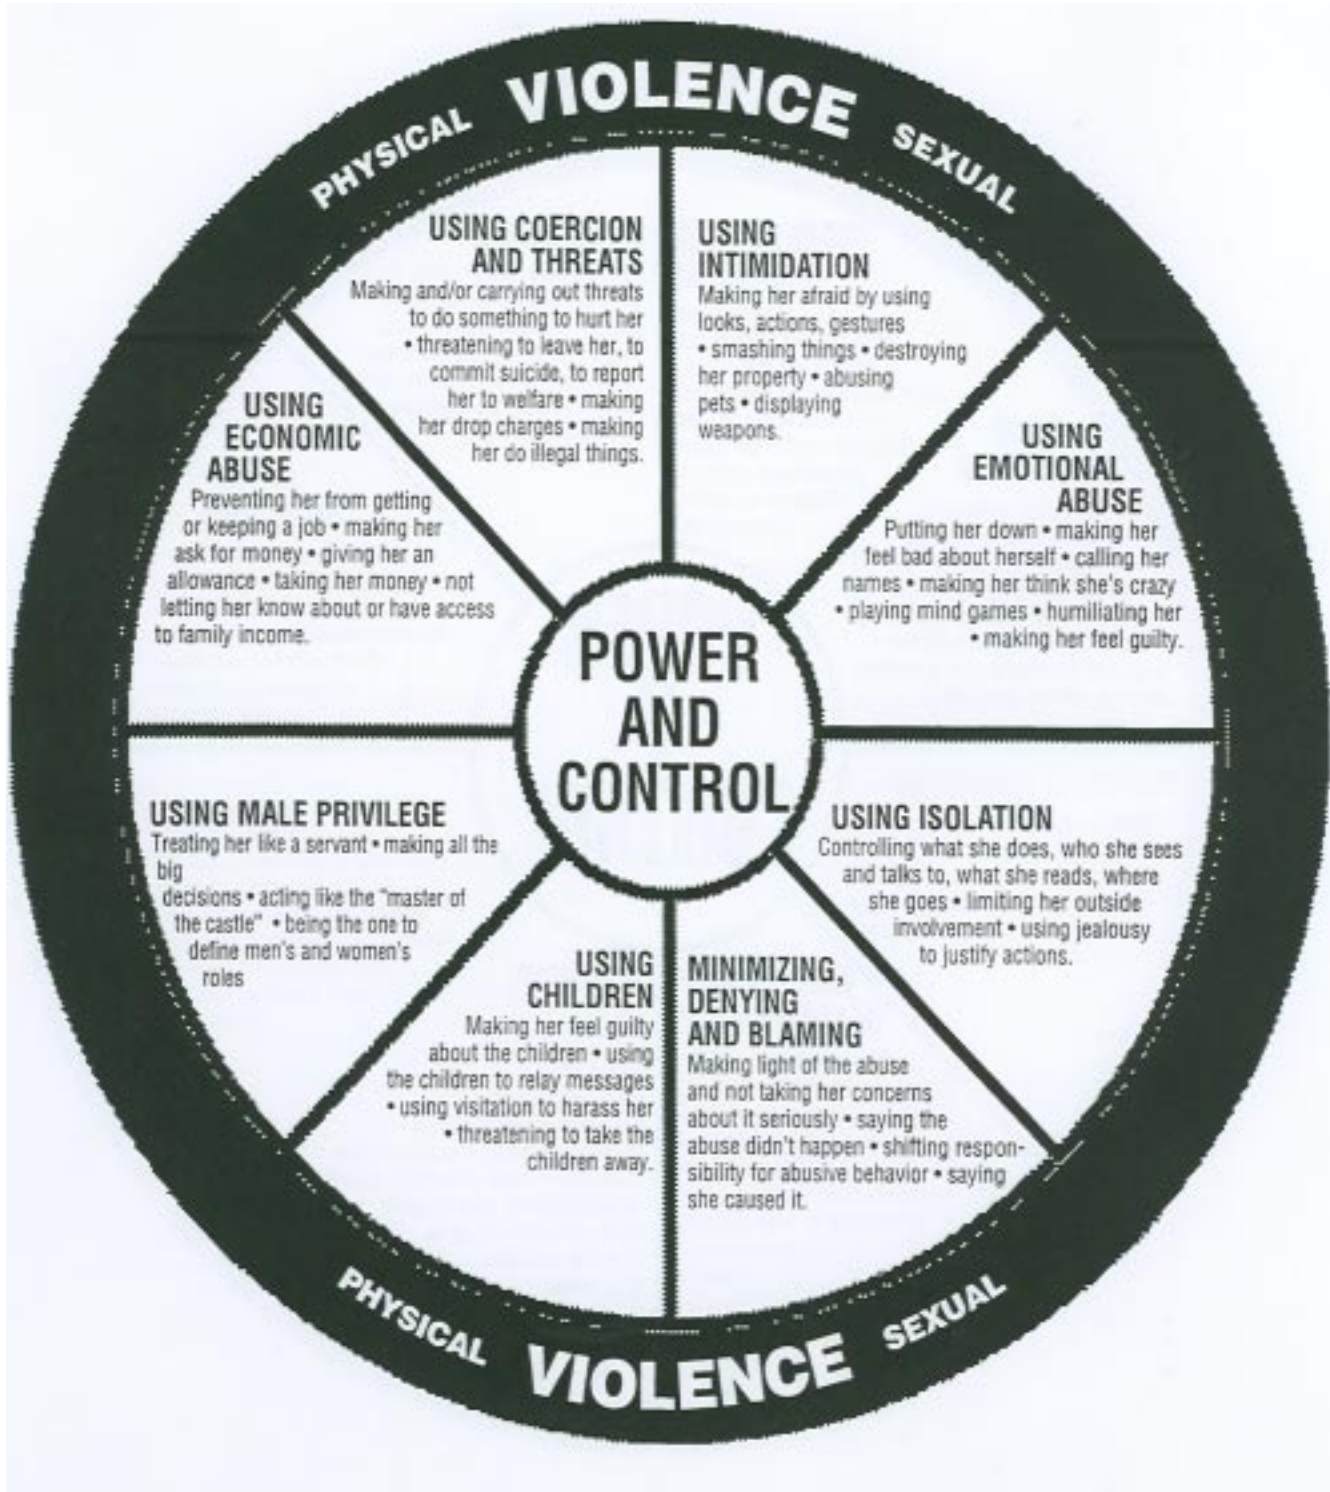 PHYSICAL VIOLENCE SEXUAL
USING COERCION
AND THREATS
Making and/or carrying out threats
to do something to hurt her
• threatening to leave her, to
commit suicide, to report
her to welfare • making
her drop charges • making
her do illegal things.
USING
INTIMIDATION
Making her afraid by using
looks, actions, gestures
• smashing things • destroying
her property • abusing
pets • displaying
weapons.
USING
EMOTIONAL
ABUSE
Putting her down • making her
feel bad about herself • calling her
names • making her think she's crazy
• playing mind games • humiliating her
• making her feel guilty.
USING ISOLATION
Controlling what she does, who she sees
and talks to, what she reads, where
she goes • limiting her outside
involvement • using jealousy
to justify actions.
MINIMIZING,
DENYING
AND BLAMING
Making light of the abuse
and not taking her concerns
about it seriously • saying the
abuse didn't happen • shifting respon-
sibility for abusive behavior • saying
she caused it.
USING
CHILDREN
Making her feel guilty
about the children • using
the children to relay messages
• using visitation to harass her
• threatening to take the
children away.
USING MALE PRIVILEGE
Treating her like a servant • making all the
big
decisions • acting like the "master of
the castle" • being the one to
define men's and women's
roles
USING
ECONOMIC
ABUSE
Preventing her from getting
or keeping a job • making her
ask for money • giving her an
allowance • taking her money • not
letting her know about or have access
to family income.
POWER
AND
CONTROL
PHYSICAL VIOLENCE SEXUAL